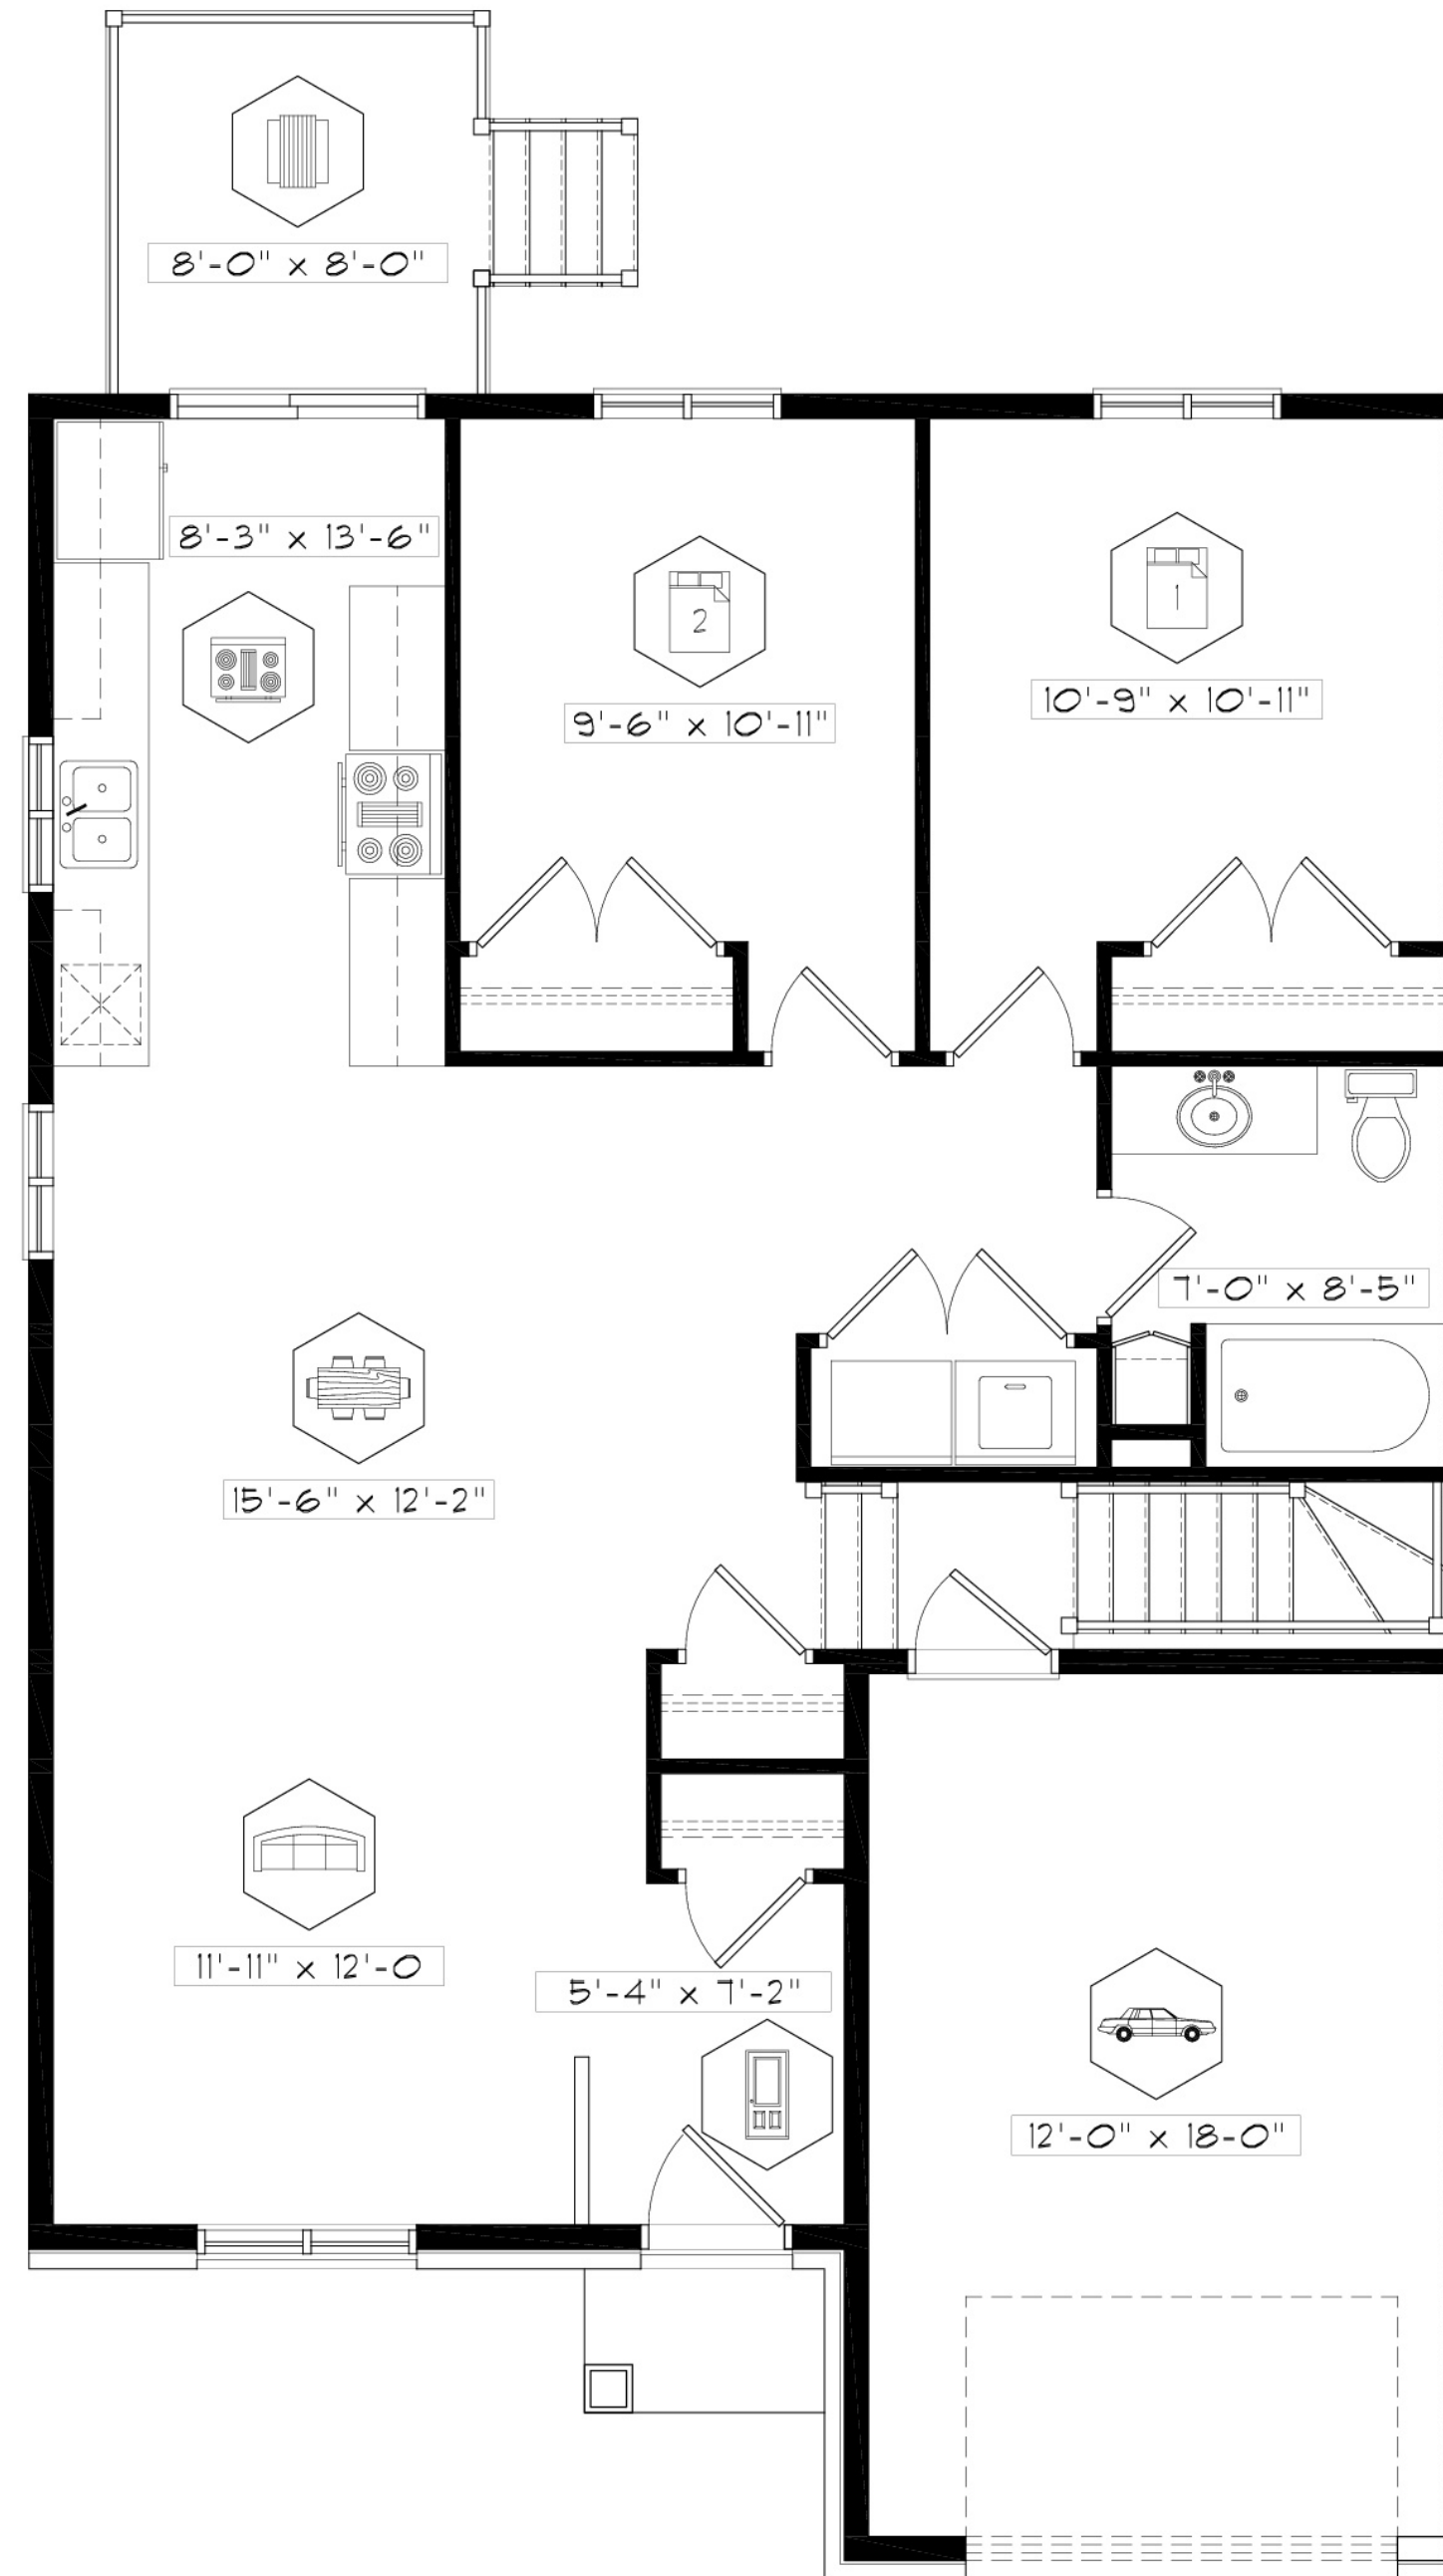 8'-0" x 8'-0"
8'-3" x 13'-6"
2
9'-6" x 10'-11"
1
10'-9" x 10'-11"
7'-0" x 8'-5"
15'-6" x 12'-2"
11'-11" x 12'-0
5'-4" x 7'-2"
12'-0" x 18-0"